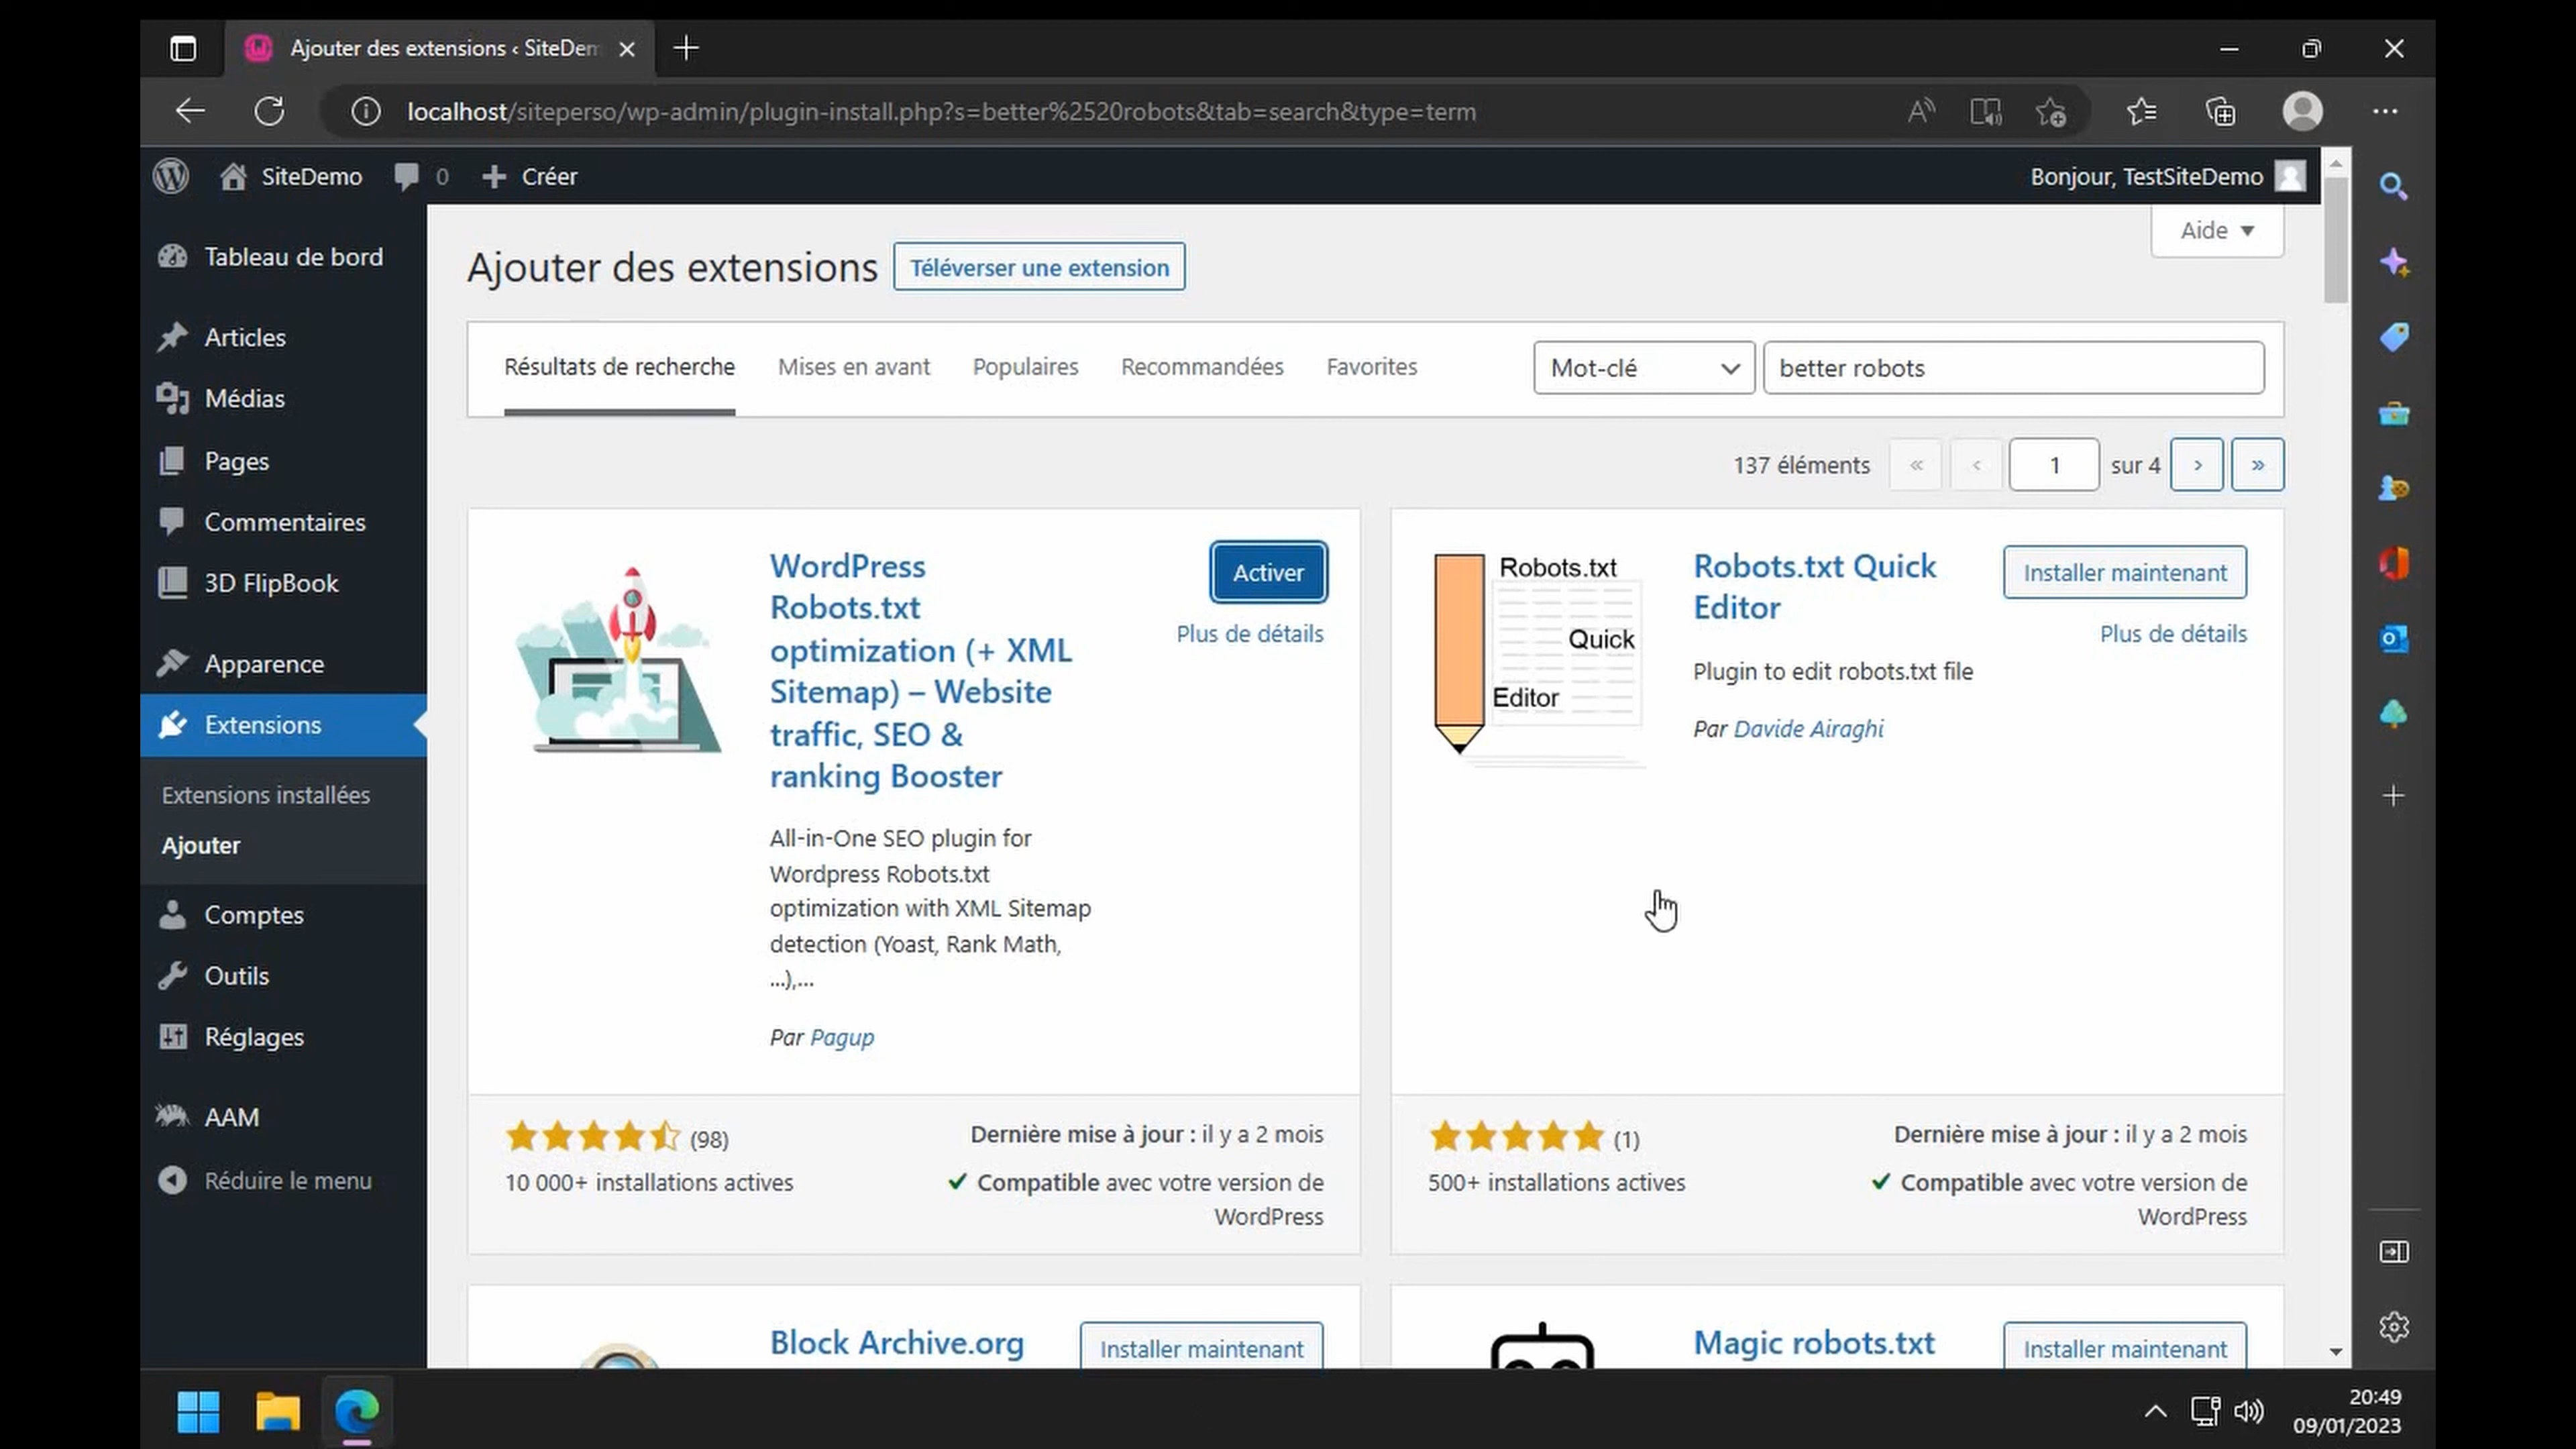 Ajouter des extensions ‹ SiteDem
localhost/siteperso/wp-admin/plugin-install.php?s=better%2520robots&tab=search&type=term
SiteDemo 0 Créer
Bonjour, TestSiteDemo
Aide
Tableau de bord
Articles
Médias
Pages
Commentaires
3D FlipBook
Apparence
Extensions
Extensions installées
Ajouter
Comptes
Outils
Réglages
AAM
Réduire le menu
Ajouter des extensions
Téléverser une extension
Résultats de recherche Mises en avant Populaires Recommandées Favorites
Mot-clé
better robots
137 éléments « ‹ 1 sur 4 › »
WordPress
Robots.txt
optimization (+ XML
Sitemap) – Website
traffic, SEO &
ranking Booster
Activer
Plus de détails
All-in-One SEO plugin for
Wordpress Robots.txt
optimization with XML Sitemap
detection (Yoast, Rank Math,
...),...
Par Pagup
(98)
10 000+ installations actives
Dernière mise à jour : il y a 2 mois
Compatible avec votre version de
WordPress
Robots.txt
Quick
Editor
Robots.txt Quick
Editor
Installer maintenant
Plus de détails
Plugin to edit robots.txt file
Par Davide Airaghi
(1)
500+ installations actives
Dernière mise à jour : il y a 2 mois
Compatible avec votre version de
WordPress
Block Archive.org
Installer maintenant
Magic robots.txt
Installer maintenant
20:49
09/01/2023